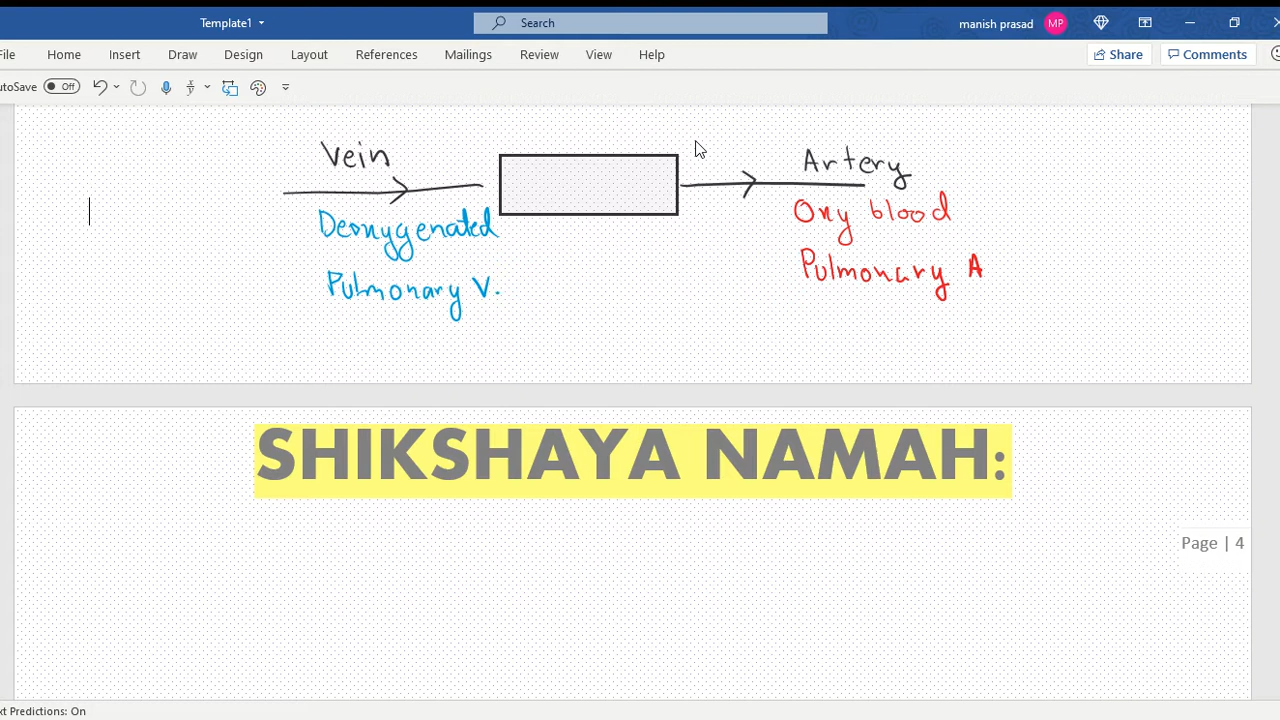 Template1
Search
manish prasad
MP
File Home Insert Draw Design Layout References Mailings Review View Help
Share Comments
AutoSave Off
Vein
Artery
Deoxygenated
Oxy blood
Pulmonary V.
Pulmonary A
SHIKSHAYA NAMAH:
Page | 4
Text Predictions: On